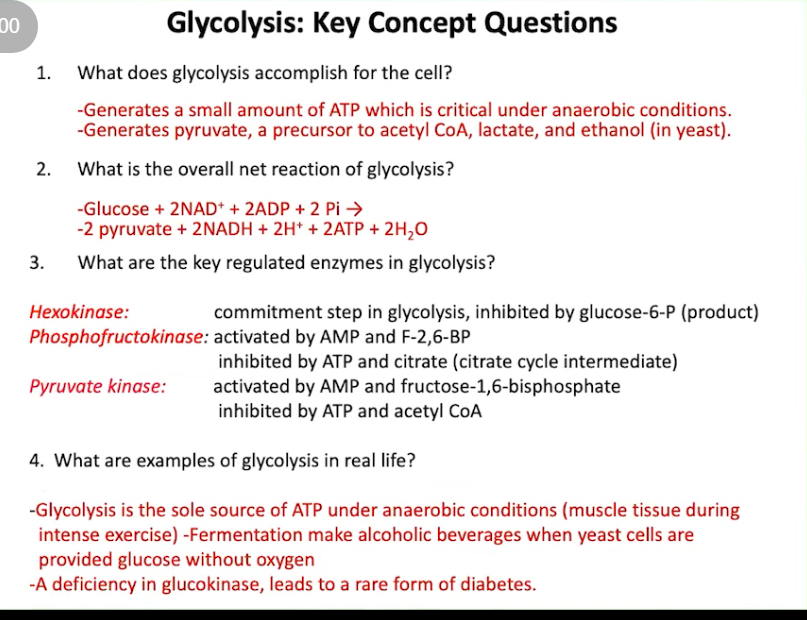 00
Glycolysis: Key Concept Questions
1. What does glycolysis accomplish for the cell?
-Generates a small amount of ATP which is critical under anaerobic conditions.
-Generates pyruvate, a precursor to acetyl CoA, lactate, and ethanol (in yeast).
2. What is the overall net reaction of glycolysis?
-Glucose + 2NAD⁺ + 2ADP + 2 Pi →
-2 pyruvate + 2NADH + 2H⁺ + 2ATP + 2H₂O
3. What are the key regulated enzymes in glycolysis?
Hexokinase: commitment step in glycolysis, inhibited by glucose-6-P (product)
Phosphofructokinase: activated by AMP and F-2,6-BP
inhibited by ATP and citrate (citrate cycle intermediate)
Pyruvate kinase: activated by AMP and fructose-1,6-bisphosphate
inhibited by ATP and acetyl CoA
4. What are examples of glycolysis in real life?
-Glycolysis is the sole source of ATP under anaerobic conditions (muscle tissue during
intense exercise) -Fermentation make alcoholic beverages when yeast cells are
provided glucose without oxygen
-A deficiency in glucokinase, leads to a rare form of diabetes.